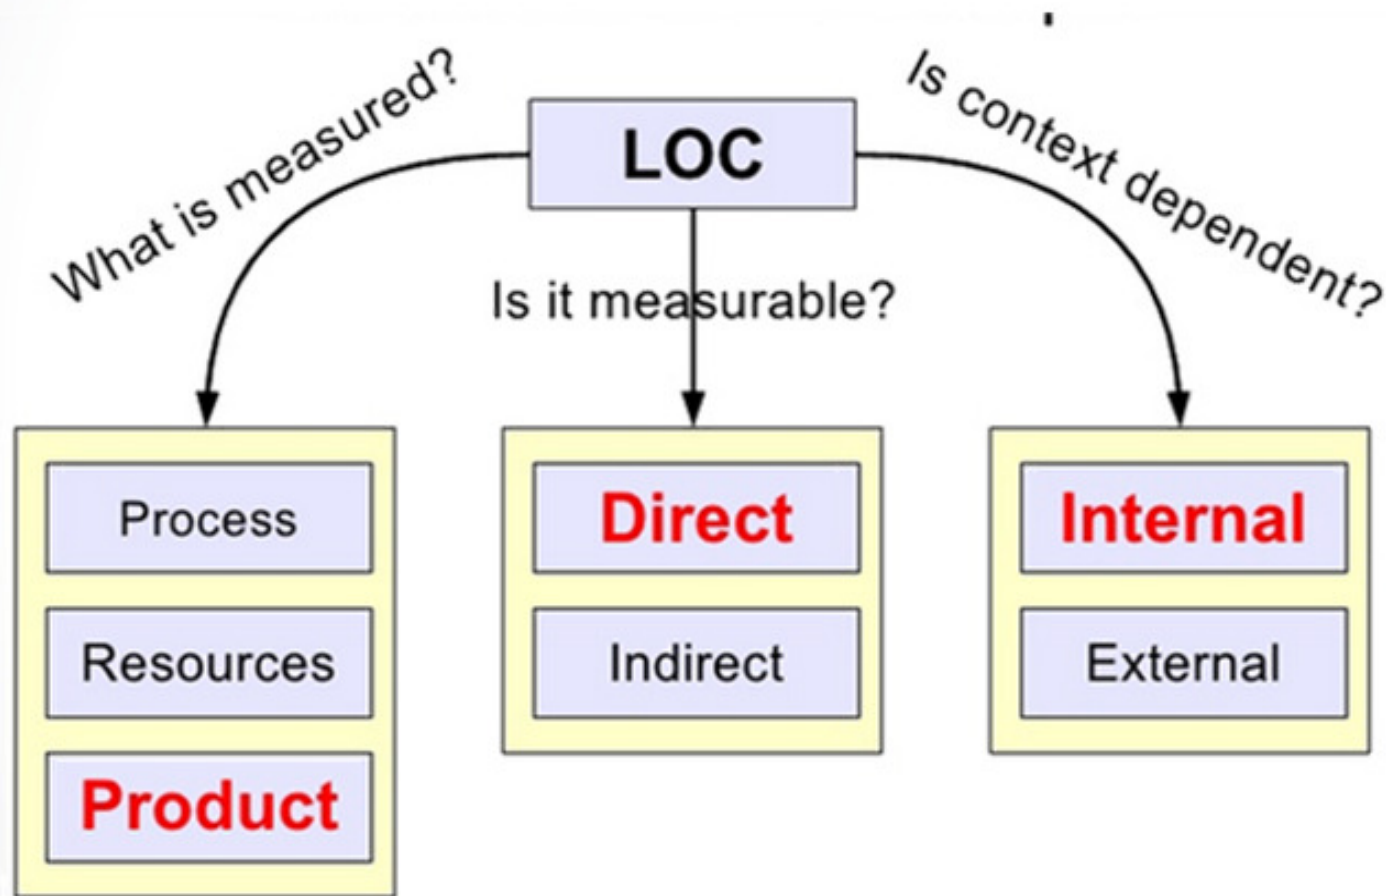 LOC
What is measured?
Is it measurable?
Is context dependent?
Process
Resources
Product
Direct
Indirect
Internal
External